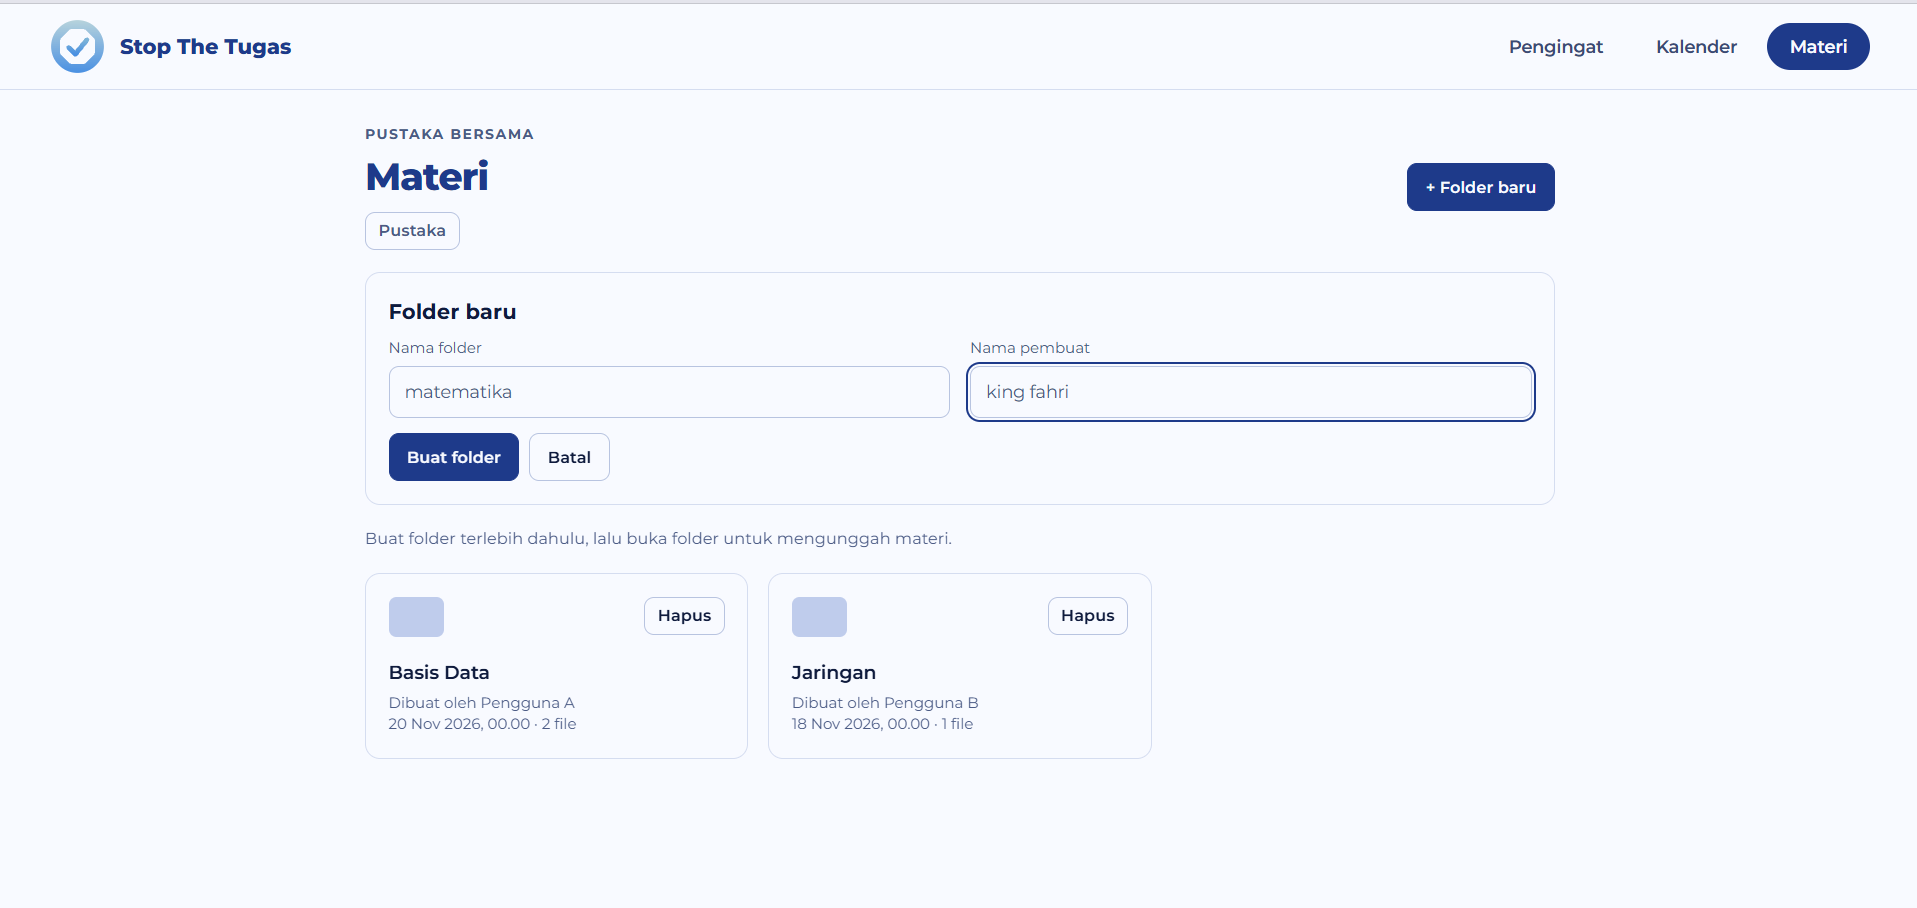 Stop The Tugas
Pengingat
Kalender
Materi
PUSTAKA BERSAMA
Materi
+ Folder baru
Pustaka
Folder baru
Nama folder
Nama pembuat
matematika
king fahri
Buat folder
Batal
Buat folder terlebih dahulu, lalu buka folder untuk mengunggah materi.
Hapus
Basis Data
Dibuat oleh Pengguna A
20 Nov 2026, 00.00 · 2 file
Hapus
Jaringan
Dibuat oleh Pengguna B
18 Nov 2026, 00.00 · 1 file